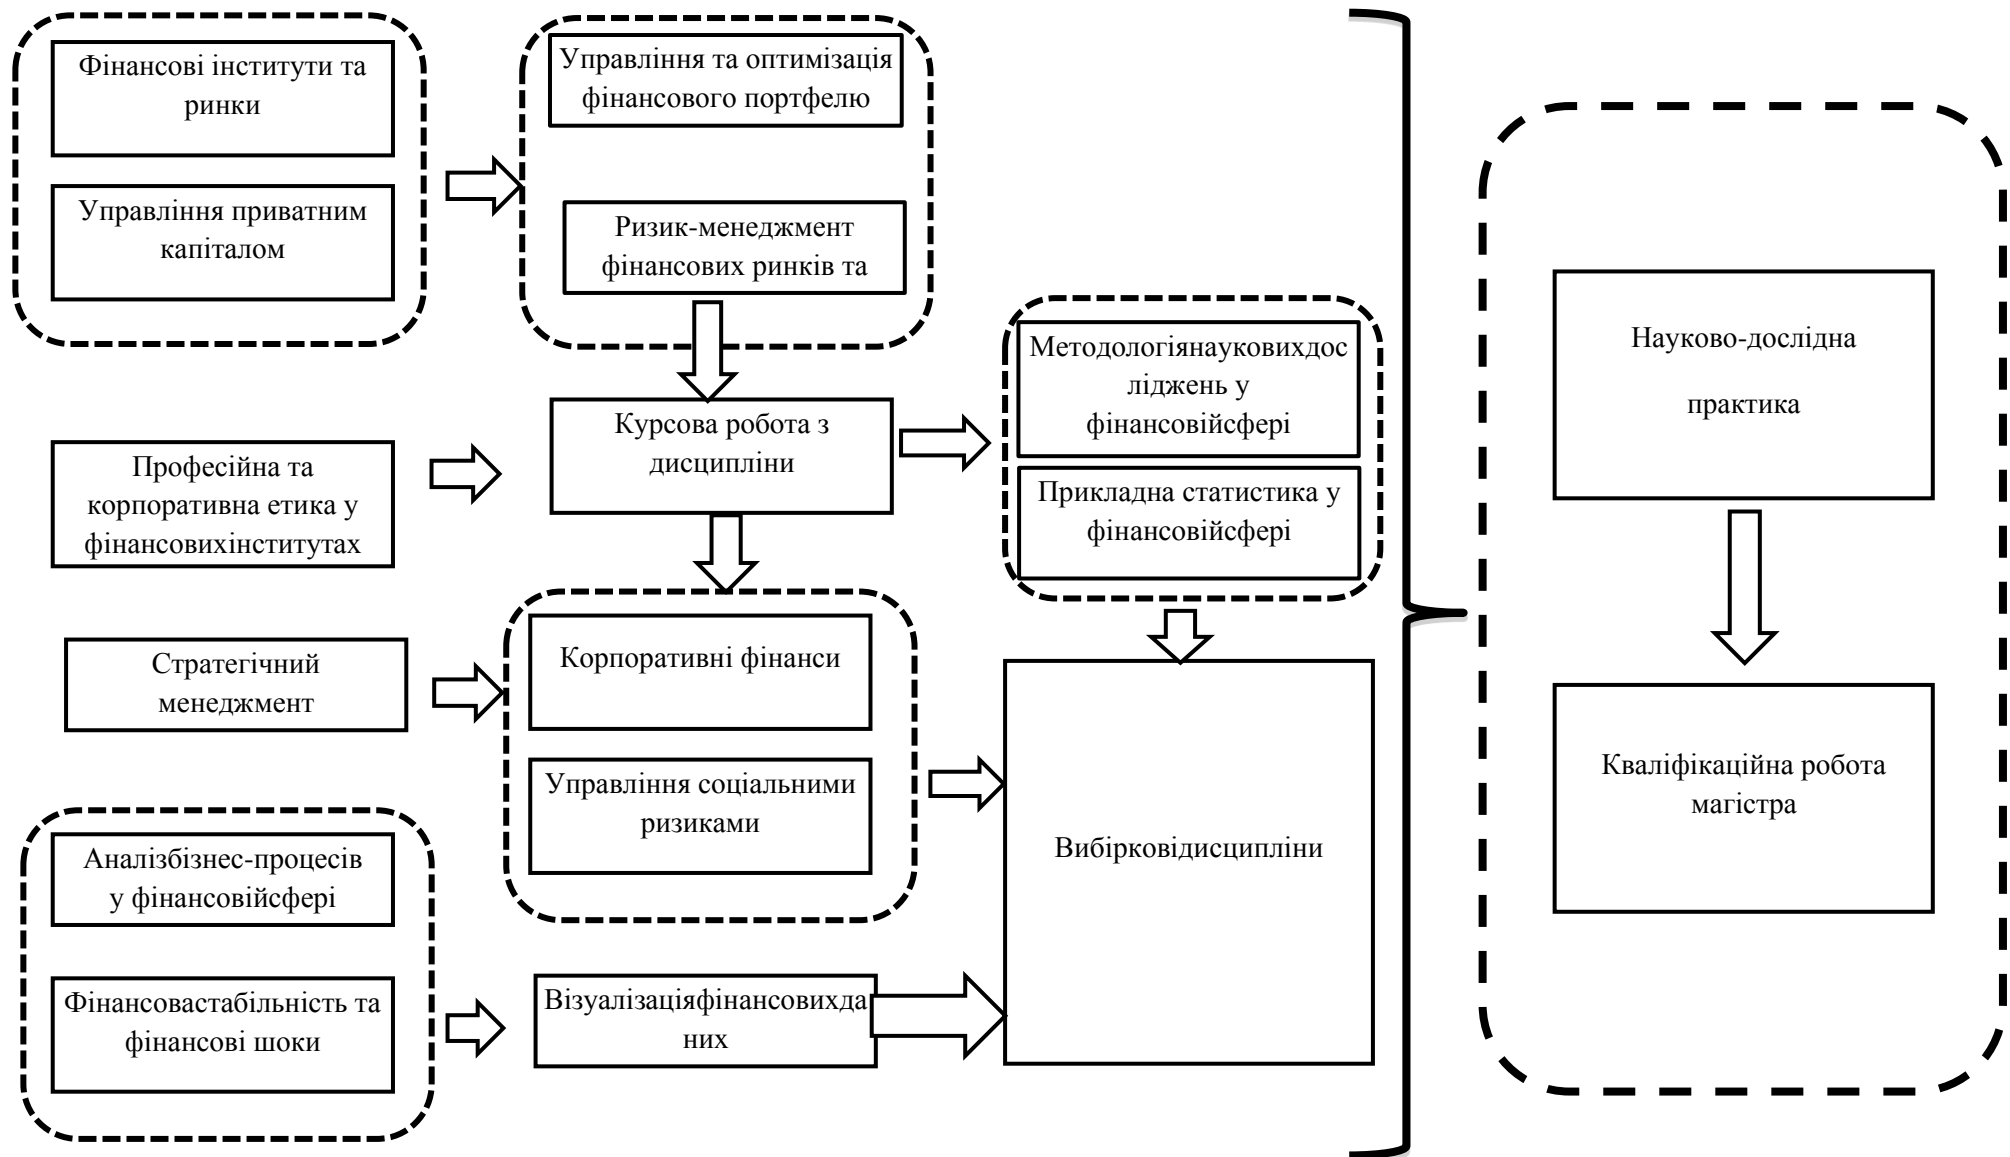 Фінансові інститути та
ринки
Управління приватним
капіталом
Професійна та
корпоративна етика у
фінансовихінститутах
Стратегічний
менеджмент
Аналізбізнес-процесів
у фінансовійсфері
Фінансовастабільність та
фінансові шоки
Управління та оптимізація
фінансового портфелю
Ризик-менеджмент
фінансових ринків та
Курсова робота з
дисципліни
Корпоративні фінанси
Управління соціальними
ризиками
Візуалізаціяфінансовихда
них
Методологіянауковихдос
ліджень у
фінансовійсфері
Прикладна статистика у
фінансовійсфері
Вибірковідисципліни
Науково-дослідна
практика
Кваліфікаційна робота
магістра